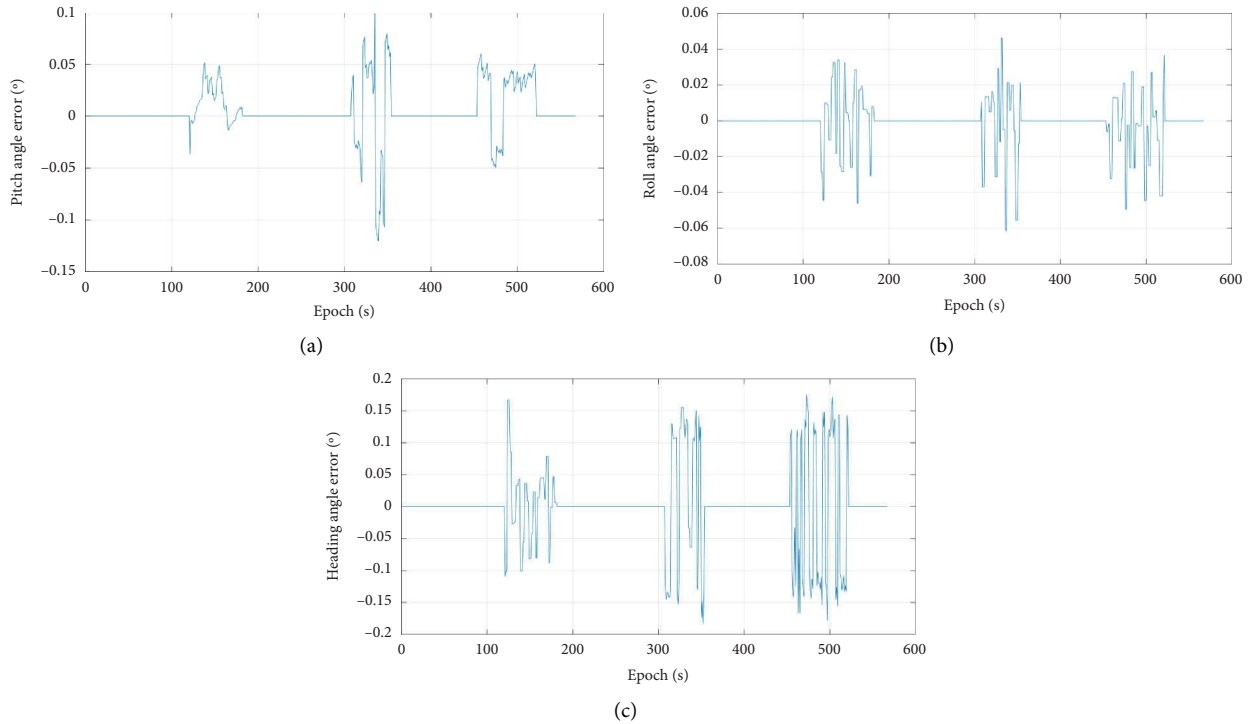 0.1
0.05
0
–0.05
–0.1
–0.15
Pitch angle error (º)
0 100 200 300 400 500 600
Epoch (s)
(a)
0.06
0.04
0.02
0
–0.02
–0.04
–0.06
–0.08
Roll angle error (º)
0 100 200 300 400 500 600
Epoch (s)
(b)
0.2
0.15
0.1
0.05
0
–0.05
–0.1
–0.15
–0.2
Heading angle error (º)
0 100 200 300 400 500 600
Epoch (s)
(c)